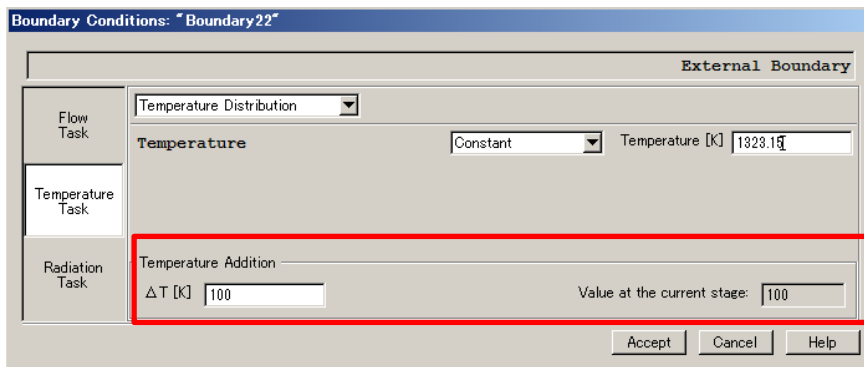 Boundary Conditions: "Boundary22"
External Boundary
Flow
Task
Temperature Distribution
Temperature Constant Temperature [K] 1323.15
Temperature
Task
Radiation
Task
Temperature Addition
ΔT [K] 100 Value at the current stage: 100
Accept Cancel Help